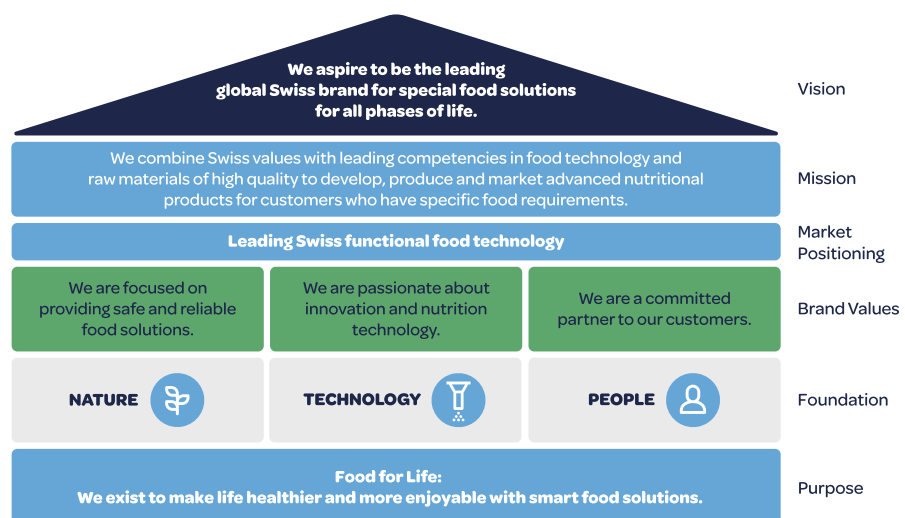 We aspire to be the leading
global Swiss brand for special food solutions
for all phases of life.
Vision
We combine Swiss values with leading competencies in food technology and
raw materials of high quality to develop, produce and market advanced nutritional
products for customers who have specific food requirements.
Mission
Leading Swiss functional food technology
Market
Positioning
We are focused on
providing safe and reliable
food solutions.
We are passionate about
innovation and nutrition
technology.
We are a committed
partner to our customers.
Brand Values
NATURE
TECHNOLOGY
PEOPLE
Foundation
Food for Life:
We exist to make life healthier and more enjoyable with smart food solutions.
Purpose